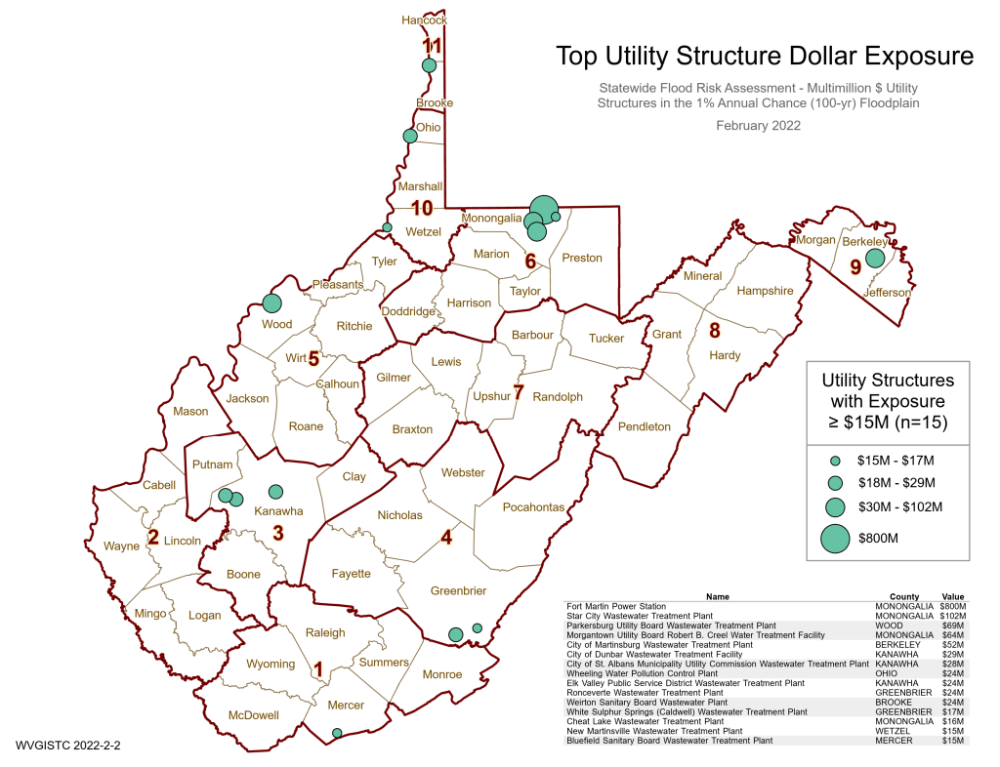 Top Utility Structure Dollar Exposure
Statewide Flood Risk Assessment - Multimillion $ Utility
Structures in the 1% Annual Chance (100-yr) Floodplain
February 2022
Hancock
11
Brooke
Ohio
Marshall
10
Wetzel
Monongalia
Marion
6
Preston
Taylor
Tyler
Pleasants
Doddridge
Harrison
Wood
Ritchie
Wirt
5
Calhoun
Jackson
Roane
Mason
Gilmer
Lewis
Braxton
Upshur
7
Randolph
Barbour
Tucker
Mineral
Hampshire
Grant
8
Hardy
Pendleton
Morgan
Berkeley
9
Jefferson
Putnam
Cabell
Wayne
2
Lincoln
Mingo
Logan
Kanawha
3
Clay
Boone
Webster
Nicholas
Pocahontas
4
Fayette
Greenbrier
Raleigh
Wyoming
1
Summers
Monroe
Mercer
McDowell
Utility Structures
with Exposure
≥ $15M (n=15)
$15M - $17M
$18M - $29M
$30M - $102M
$800M
Name County Value
Fort Martin Power Station MONONGALIA $800M
Star City Wastewater Treatment Plant MONONGALIA $102M
Parkersburg Utility Board Wastewater Treatment Plant WOOD $69M
Morgantown Utility Board Robert B. Creel Water Treatment Facility MONONGALIA $64M
City of Martinsburg Wastewater Treatment Plant BERKELEY $52M
City of Dunbar Wastewater Treatment Facility KANAWHA $29M
City of St. Albans Municipality Utility Commission Wastewater Treatment Plant KANAWHA $28M
Wheeling Water Pollution Control Plant OHIO $24M
Elk Valley Public Service District Wastewater Treatment Plant KANAWHA $24M
Ronceverte Wastewater Treatment Plant GREENBRIER $24M
Weirton Sanitary Board Wastewater Plant BROOKE $24M
White Sulphur Springs (Caldwell) Wastewater Treatment Plant GREENBRIER $17M
Cheat Lake Wastewater Treatment Plant MONONGALIA $16M
New Martinsville Wastewater Treatment Plant WETZEL $15M
Bluefield Sanitary Board Wastewater Treatment Plant MERCER $15M
WVGISTC 2022-2-2